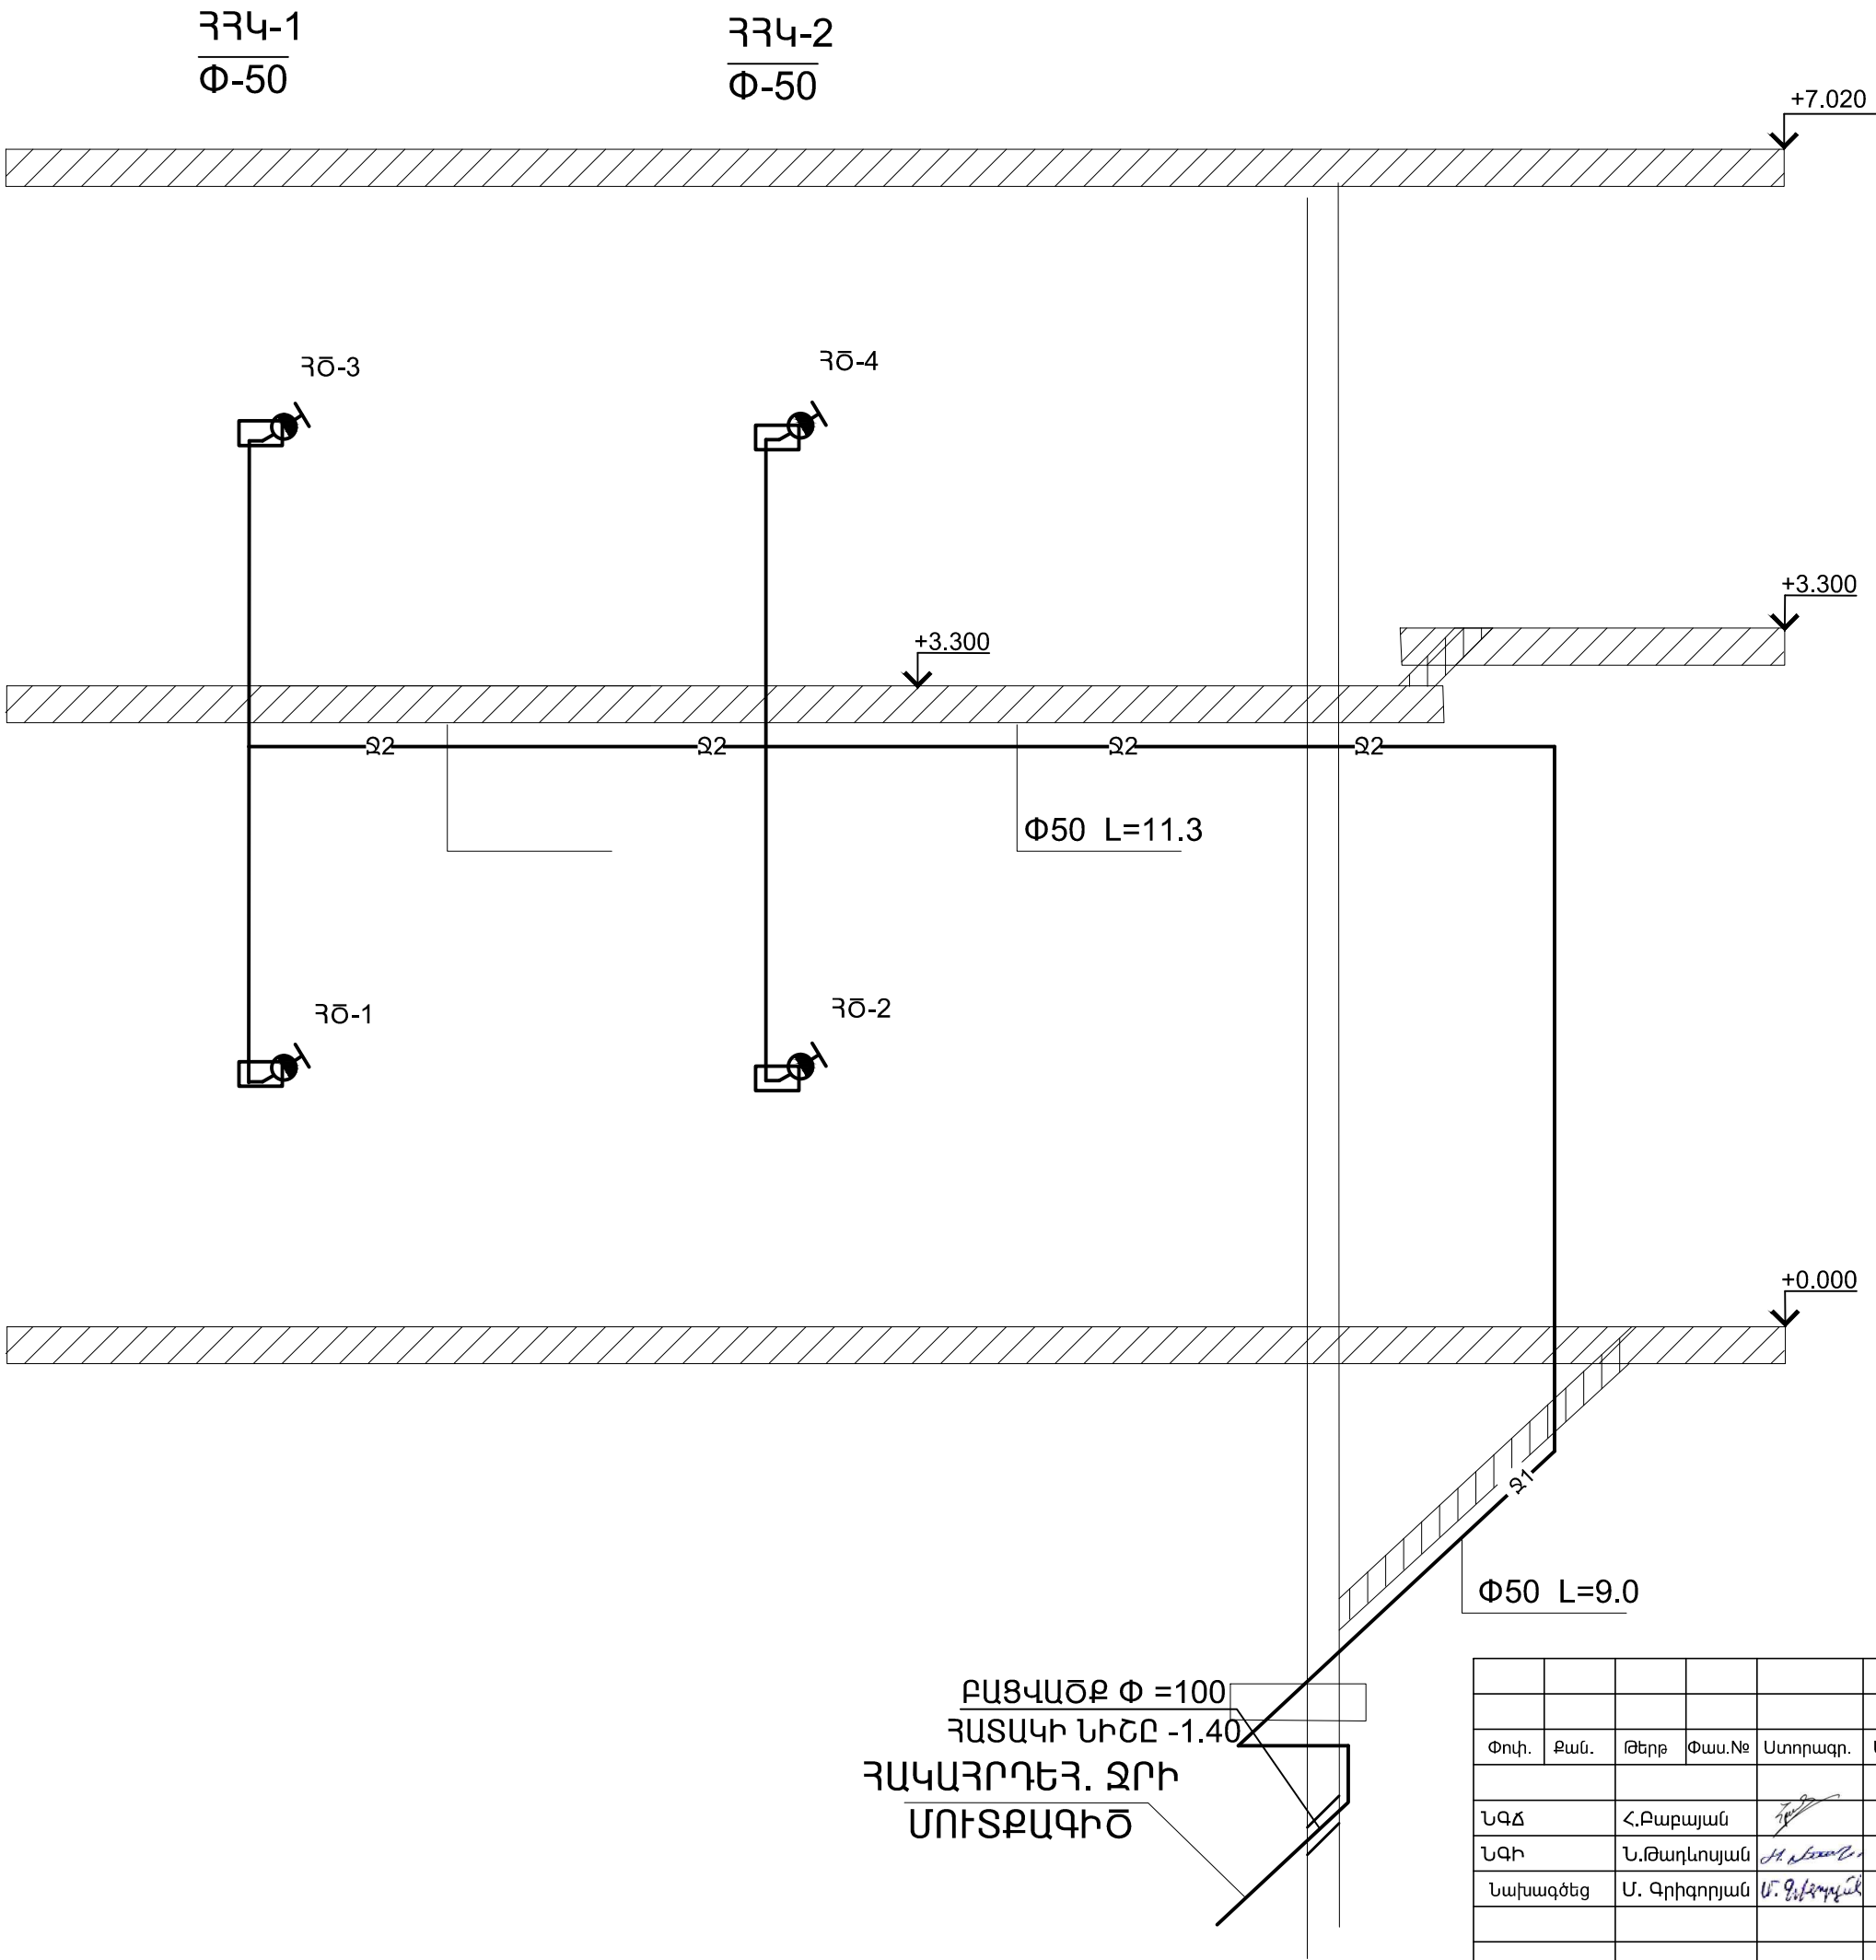 ՀՀԿ-1
Փ-50
ՀՀԿ-2
Փ-50
+7.020
ՀԾ-3
ՀԾ-4
+3.300
+3.300
Ջ2
Ջ2
Ջ2
Ջ2
Փ50 L=11.3
ՀԾ-1
ՀԾ-2
+0.000
Ջ1
Փ50 L=9.0
ԲԱՑՎԱԾՔ Փ =100
ՀԱՏԱԿԻ ՆԻՇԸ -1.40
ՀԱԿԱՀՐԴԵՀ. ՋՐԻ
ՄՈՒՏՔԱԳԻԾ
Փոփ. Քան. Թերթ Փաս.№ Ստորագր.
ՆԳՃ Հ.Բաբայան
ՆԳԻ Ն.Թադևոսյան
Նախագծեց Մ. Գրիգորյան